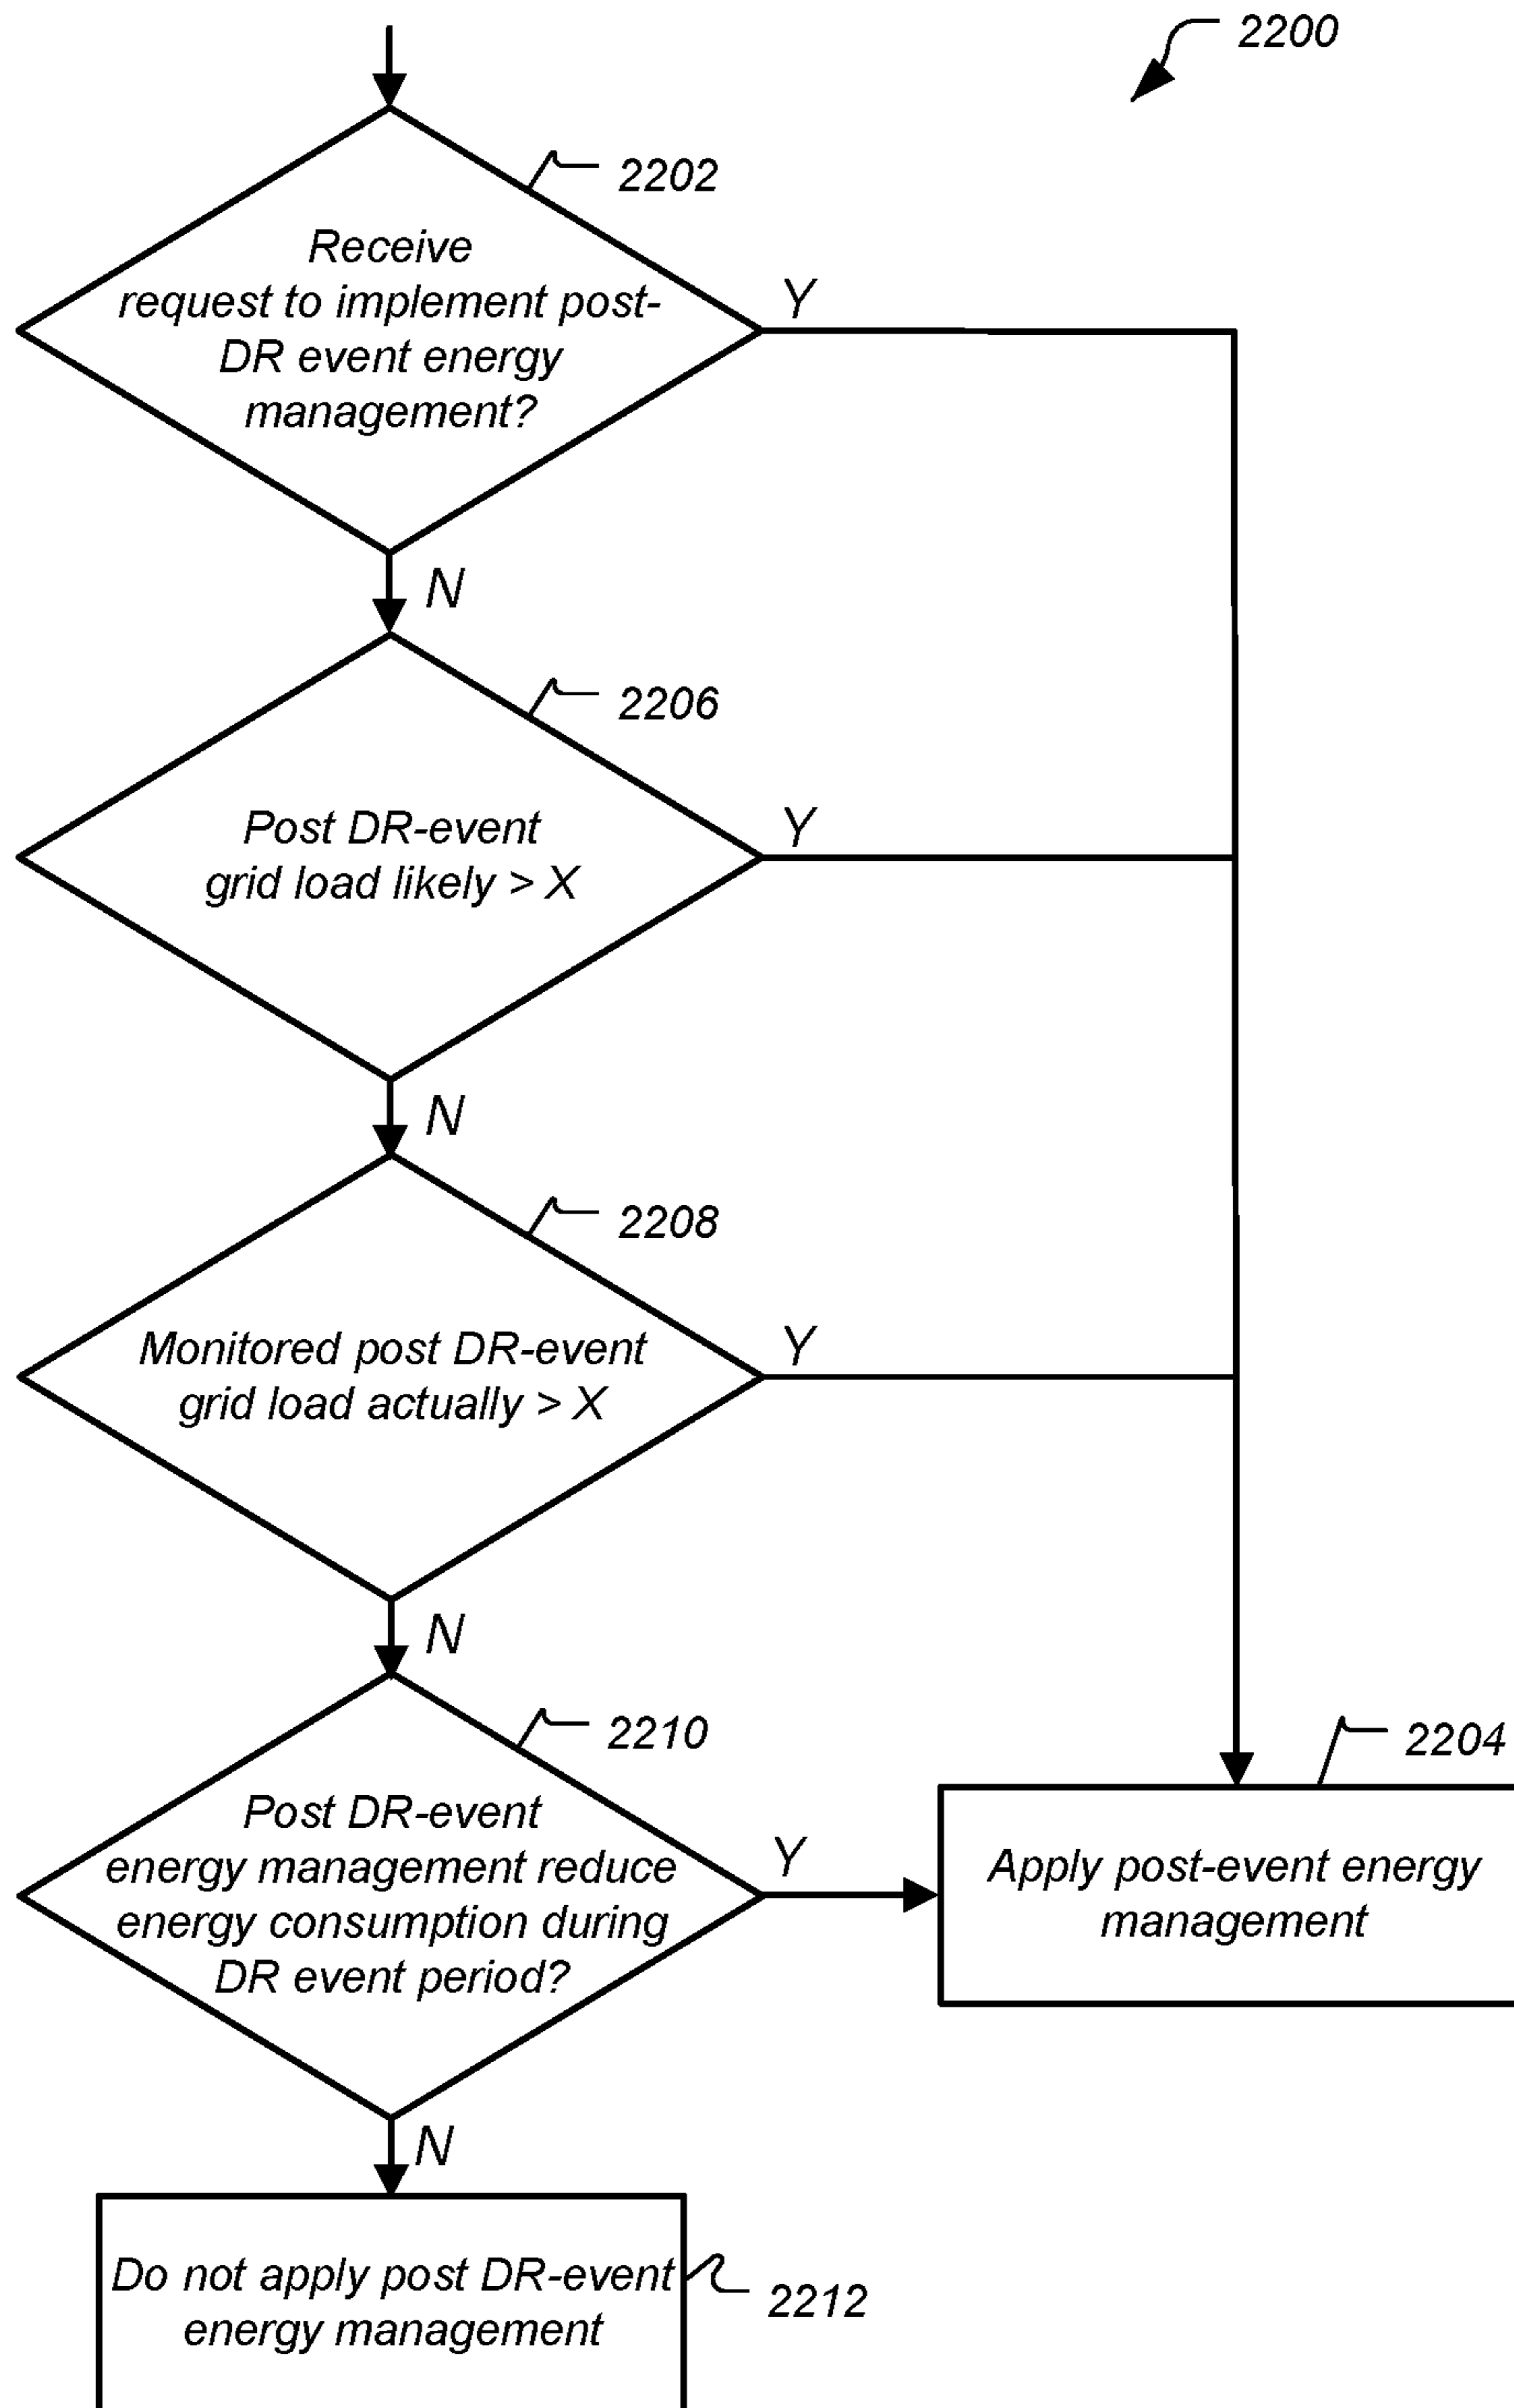 2200
2202
Receive
request to implement post-
DR event energy
management?
Y
N
2206
Post DR-event
grid load likely > X
Y
N
2208
Monitored post DR-event
grid load actually > X
Y
N
2210
Post DR-event
energy management reduce
energy consumption during
DR event period?
Y
2204
Apply post-event energy
management
N
Do not apply post DR-event
energy management
2212